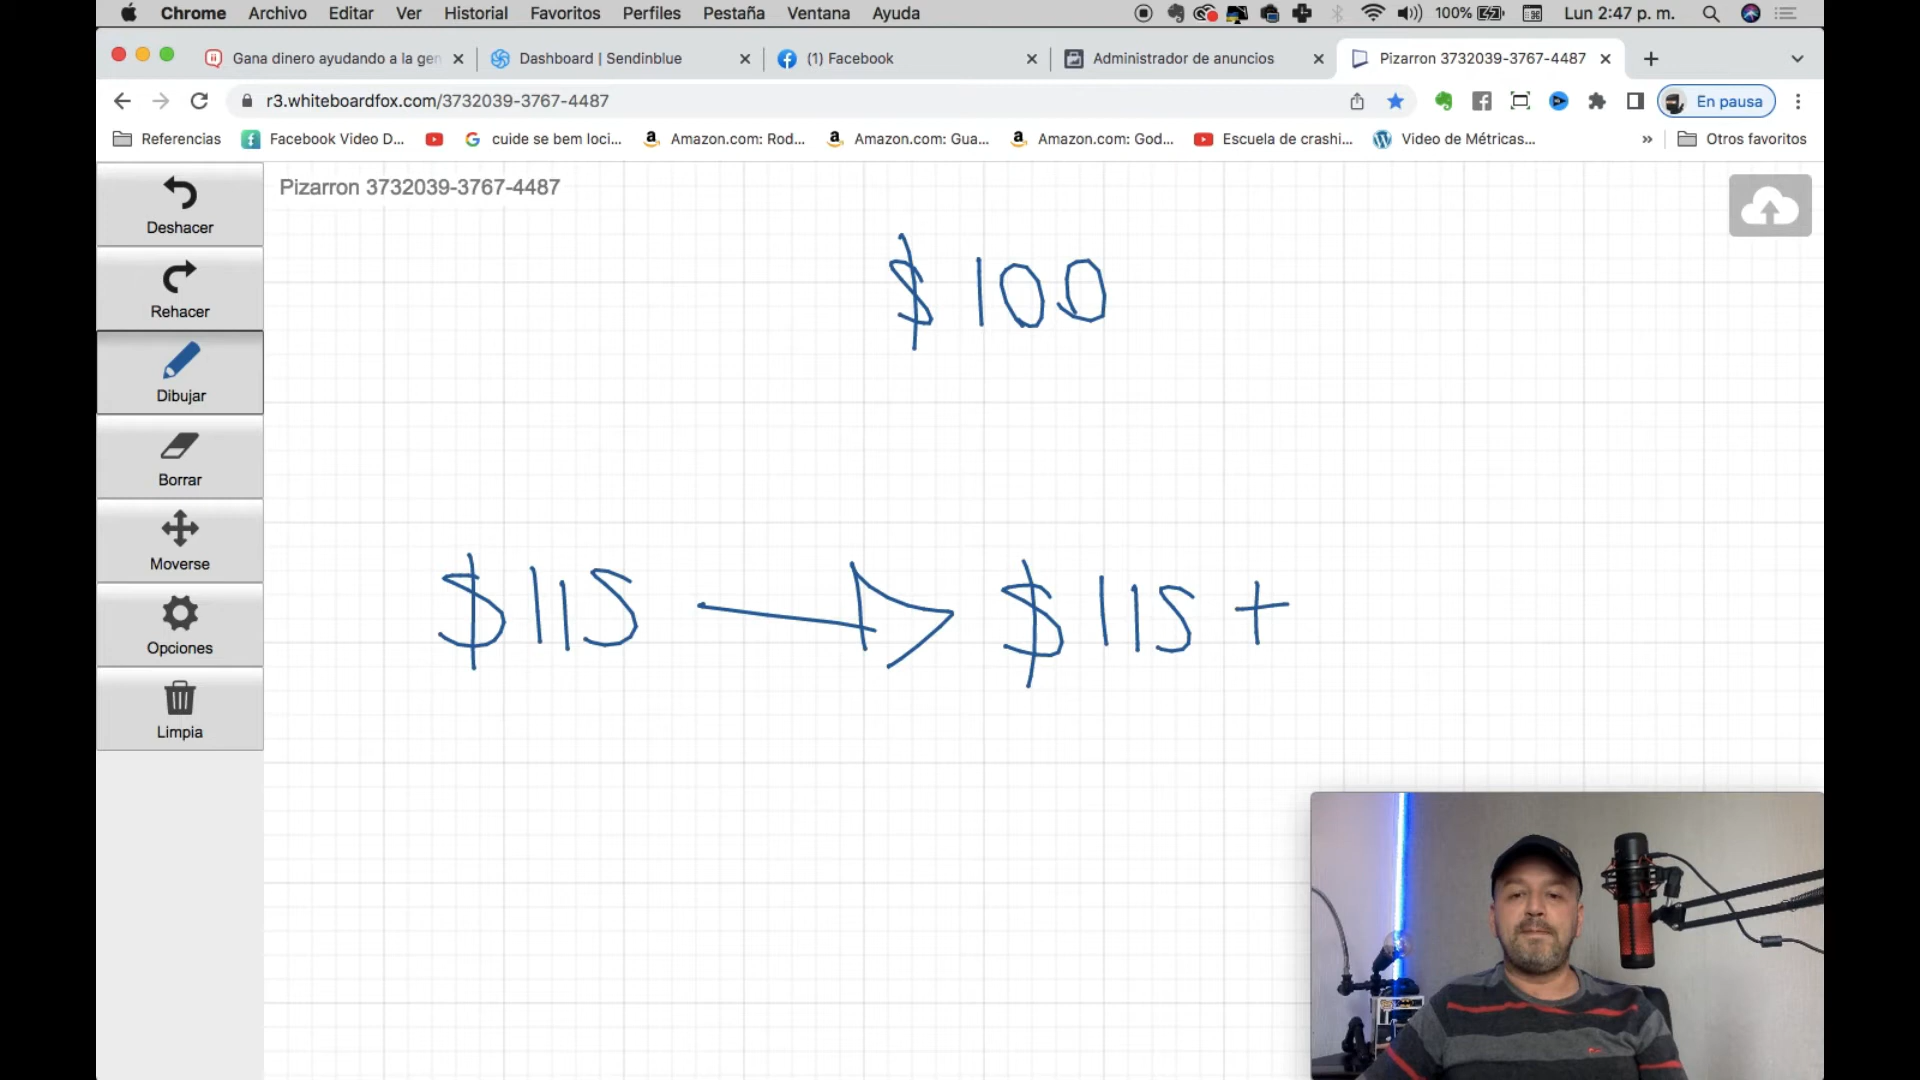 Chrome Archivo Editar Ver Historial Favoritos Perfiles Pestaña Ventana Ayuda 100% Lun 2:47 p. m.
Gana dinero ayudando a la gen Dashboard | Sendinblue (1) Facebook Administrador de anuncios Pizarron 3732039-3767-4487
r3.whiteboardfox.com/3732039-3767-4487 En pausa
Referencias Facebook Video D... cuide se bem loci... Amazon.com: Rod... Amazon.com: Gua... Amazon.com: God... Escuela de crashi... Video de Métricas... » Otros favoritos
Pizarron 3732039-3767-4487
Deshacer
Rehacer
Dibujar
Borrar
Moverse
Opciones
Limpia
$100
$115 $115+